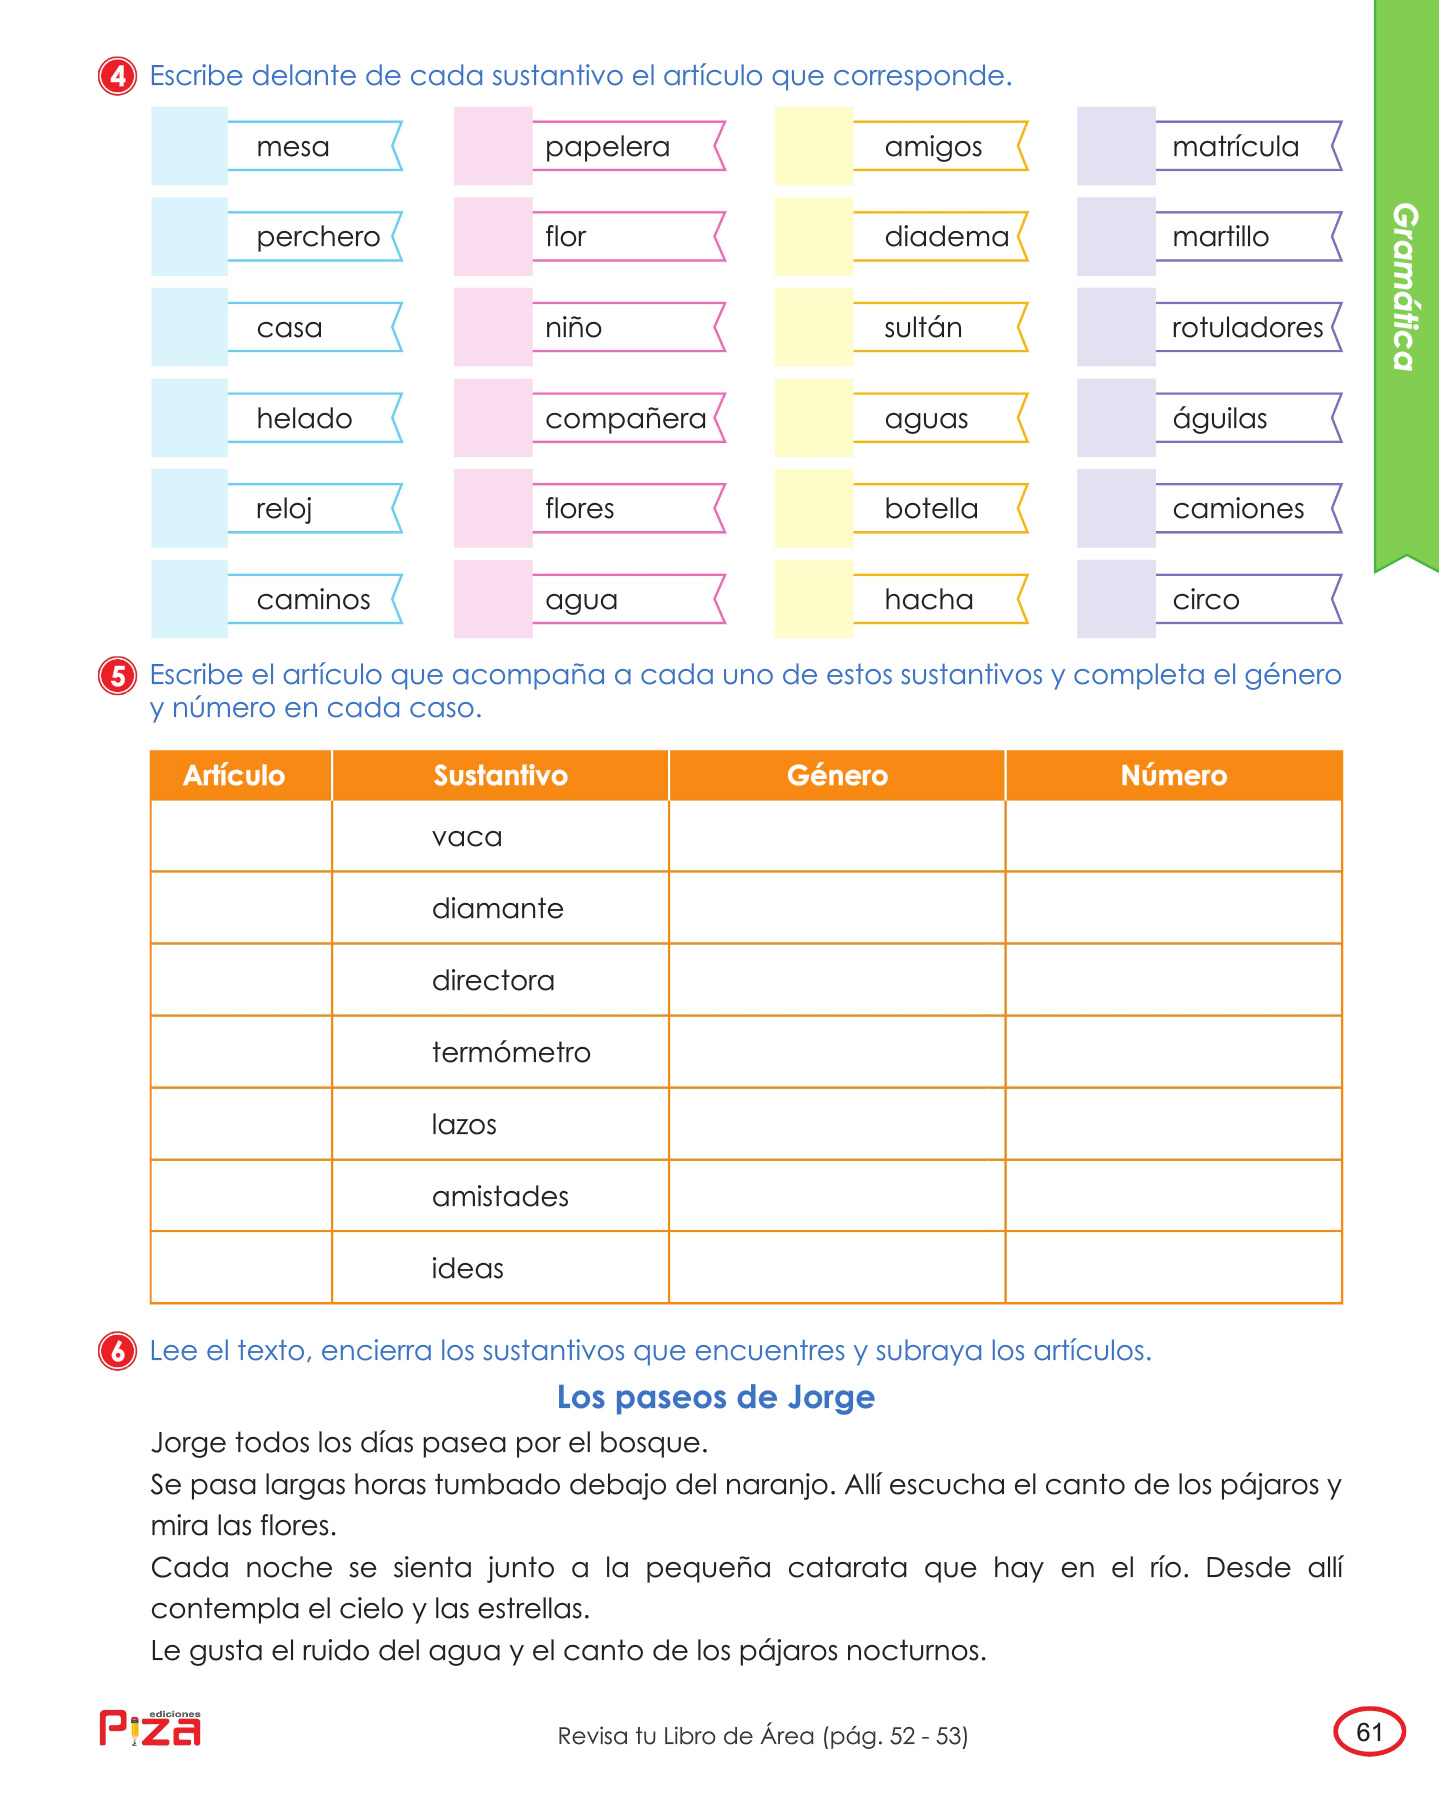 4 Escribe delante de cada sustantivo el artículo que corresponde.
mesa papelera amigos matrícula
perchero flor diadema martillo
casa niño sultán rotuladores
helado compañera aguas águilas
reloj flores botella camiones
caminos agua hacha circo
Gramática
5 Escribe el artículo que acompaña a cada uno de estos sustantivos y completa el género
y número en cada caso.
Artículo Sustantivo Género Número
vaca
diamante
directora
termómetro
lazos
amistades
ideas
6 Lee el texto, encierra los sustantivos que encuentres y subraya los artículos.
Los paseos de Jorge
Jorge todos los días pasea por el bosque.
Se pasa largas horas tumbado debajo del naranjo. Allí escucha el canto de los pájaros y
mira las flores.
Cada noche se sienta junto a la pequeña catarata que hay en el río. Desde allí
contempla el cielo y las estrellas.
Le gusta el ruido del agua y el canto de los pájaros nocturnos.
ediciones
PIZA
Revisa tu Libro de Área (pág. 52 - 53)
61